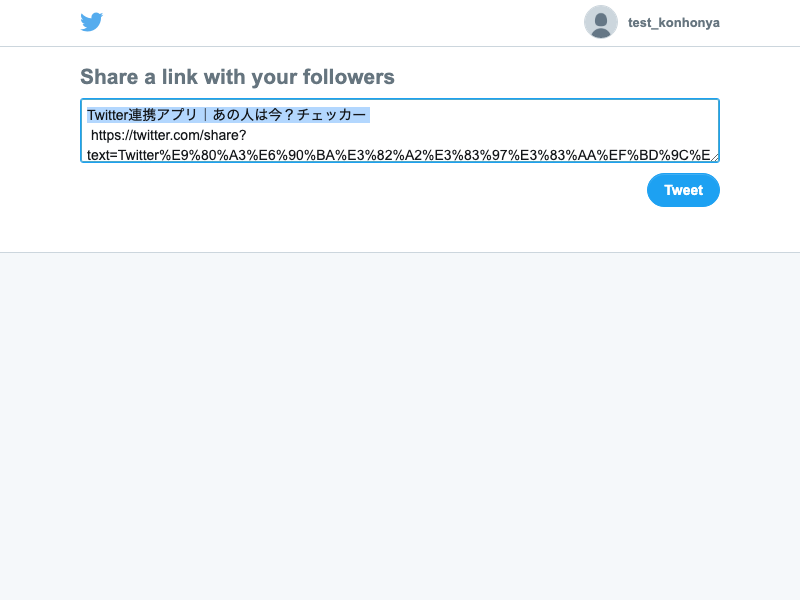 test_konhonya
Share a link with your followers
Twitter連携アプリ｜あの人は今？チェッカー
https://twitter.com/share?
text=Twitter%E9%80%A3%E6%90%BA%E3%82%A2%E3%83%97%E3%83%AA%EF%BD%9C%E
Tweet